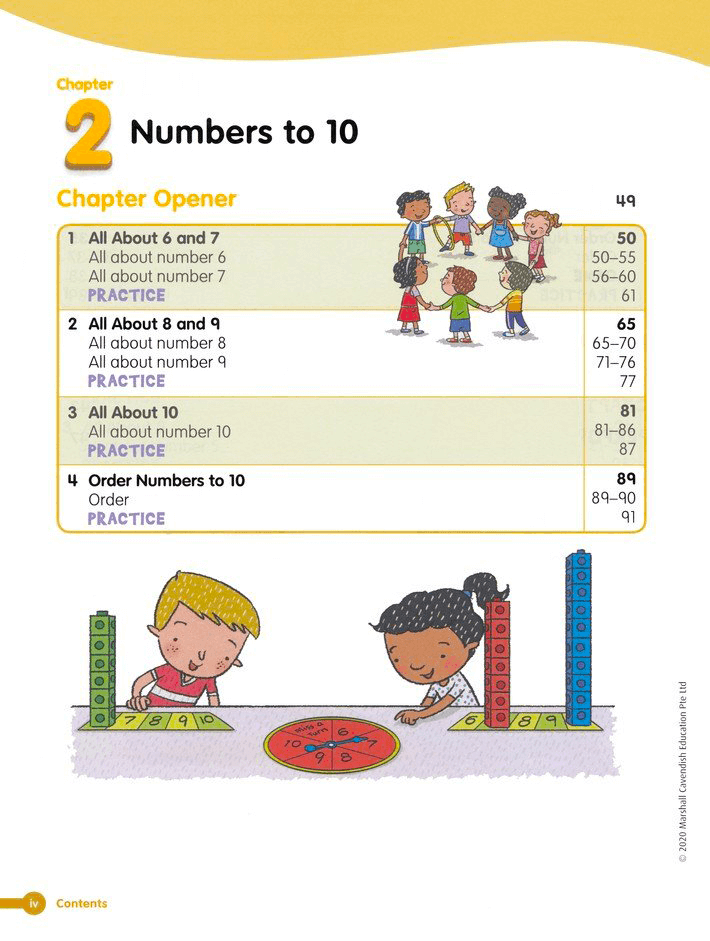 Chapter
2 Numbers to 10
Chapter Opener 49
1 All About 6 and 7 50
All about number 6 50–55
All about number 7 56–60
PRACTICE 61
2 All About 8 and 9 65
All about number 8 65–70
All about number 9 71–76
PRACTICE 77
3 All About 10 81
All about number 10 81–86
PRACTICE 87
4 Order Numbers to 10 89
Order 89–90
PRACTICE 91
7 8 9 10
miss a
turn
6
7
8
9
10
6 8 9
© 2020 Marshall Cavendish Education Pte Ltd
iv Contents